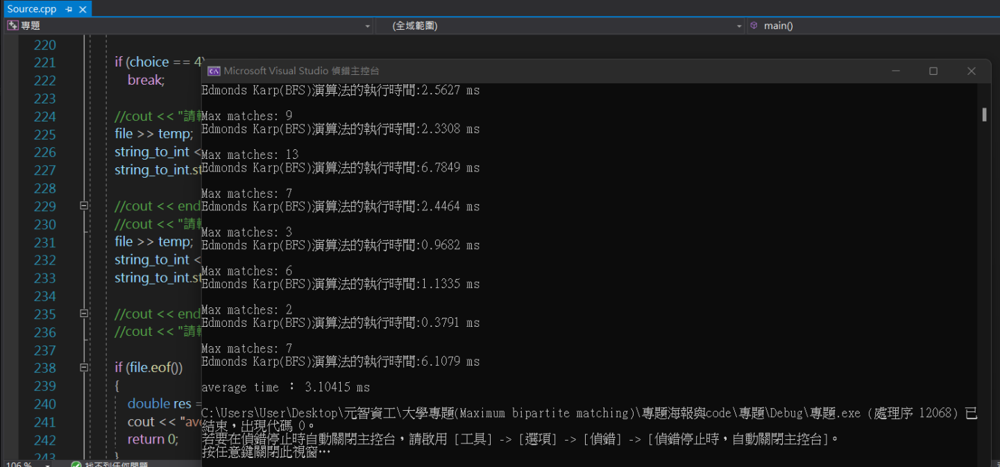 Source.cpp
專題
(全域範圍)
main()
220
221 if (choice == 4)
222 break;
223
224 //cout << "請
225 file >> temp;
226 string_to_int <
227 string_to_int.st
228
229 //cout << end
230 //cout << "請
231 file >> temp;
232 string_to_int <
233 string_to_int.st
234
235 //cout << end
236 //cout << "請
237
238 if (file.eof())
239 {
240 double res =
241 cout << "ave
242 return 0;
243 }
106 %
找不到任何問題
Microsoft Visual Studio 偵錯主控台
Edmonds Karp(BFS)演算法的執行時間:2.5627 ms
Max matches: 9
Edmonds Karp(BFS)演算法的執行時間:2.3308 ms
Max matches: 13
Edmonds Karp(BFS)演算法的執行時間:6.7849 ms
Max matches: 7
Edmonds Karp(BFS)演算法的執行時間:2.4464 ms
Max matches: 3
Edmonds Karp(BFS)演算法的執行時間:0.9682 ms
Max matches: 6
Edmonds Karp(BFS)演算法的執行時間:1.1335 ms
Max matches: 2
Edmonds Karp(BFS)演算法的執行時間:0.3791 ms
Max matches: 7
Edmonds Karp(BFS)演算法的執行時間:6.1079 ms
average time : 3.10415 ms
C:\Users\User\Desktop\元智資工\大學專題(Maximum bipartite matching)\專題海報與code\專題\Debug\專題.exe (處理序 12068) 已
結束，出現代碼 0。
若要在偵錯停止時自動關閉主控台，請啟用 [工具] -> [選項] -> [偵錯] -> [偵錯停止時，自動關閉主控台]。
按任意鍵關閉此視窗…